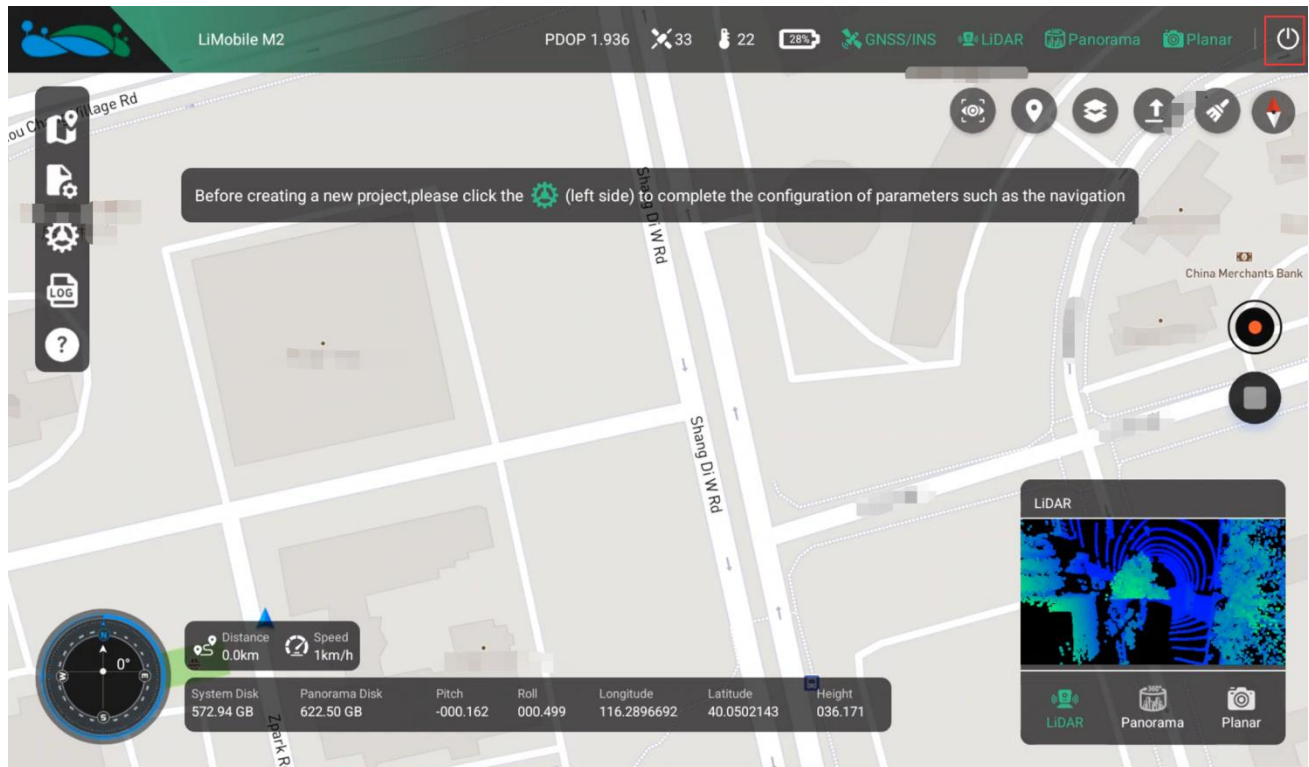 LiMobile M2
PDOP 1.936
33
22
28%
GNSS/INS
LiDAR
Panorama
Planar
Village Rd
Before creating a new project,please click the (left side) to complete the configuration of parameters such as the navigation
Shang Di W Rd
China Merchants Bank
LOG
?
Shang Di W Rd
LiDAR
N
E
S
W
0°
Distance
0.0km
Speed
1km/h
System Disk
572.94 GB
Panorama Disk
622.50 GB
Pitch
-000.162
Roll
000.499
Longitude
116.2896692
Latitude
40.0502143
Height
036.171
Zpark R
LiDAR
360°
Panorama
Planar